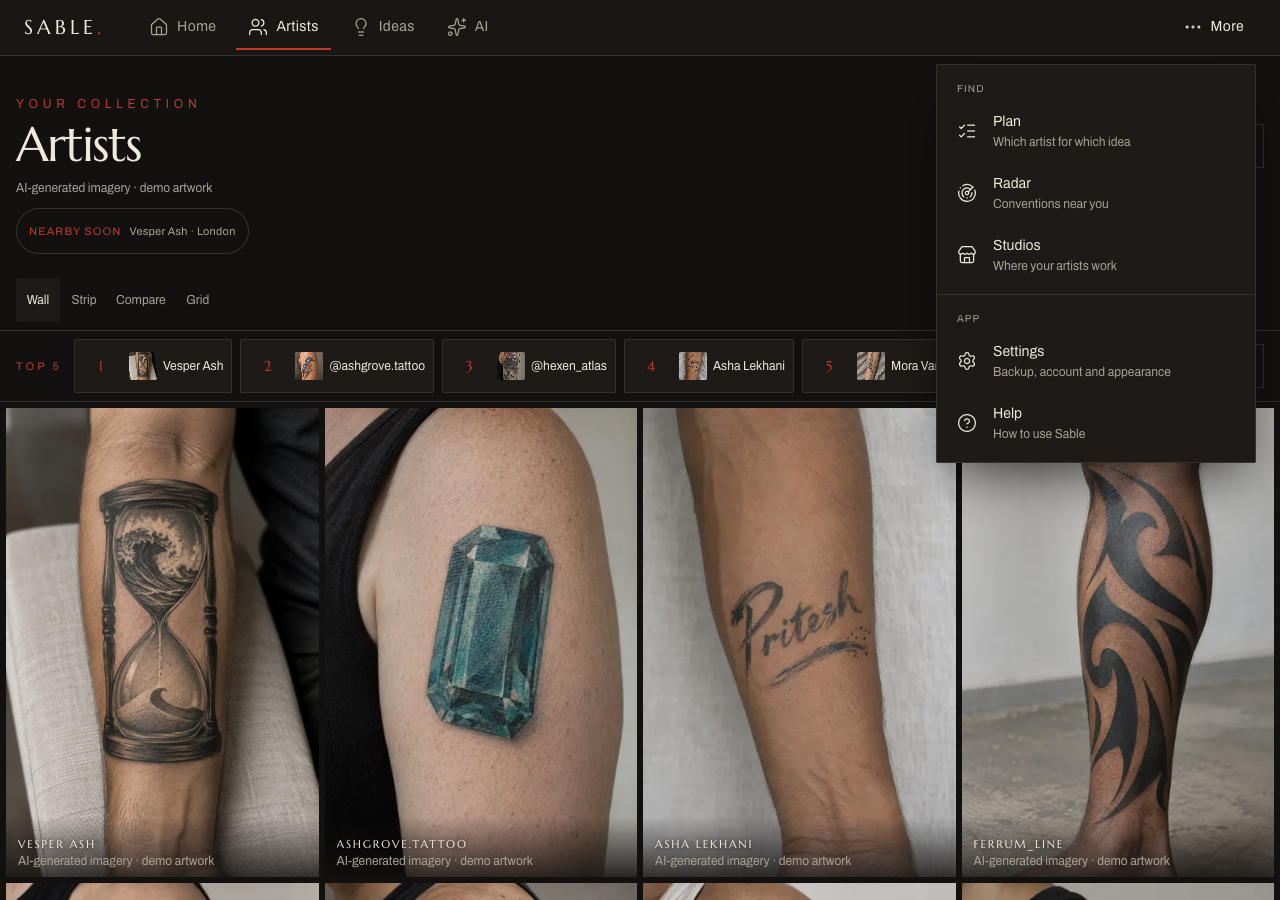 SABLE.
Home
Artists
Ideas
AI
More
YOUR COLLECTION
Artists
AI-generated imagery · demo artwork
NEARBY SOON Vesper Ash · London
Wall
Strip
Compare
Grid
FIND
Plan
Which artist for which idea
Radar
Conventions near you
Studios
Where your artists work
APP
Settings
Backup, account and appearance
Help
How to use Sable
TOP 5
1 Vesper Ash
2 @ashgrove.tattoo
3 @hexen_atlas
4 Asha Lekhani
5 Mora
Pritesh
VESPER ASH
AI-generated imagery · demo artwork
ASHGROVE.TATTOO
AI-generated imagery · demo artwork
ASHA LEKHANI
AI-generated imagery · demo artwork
FERRUM_LINE
AI-generated imagery · demo artwork